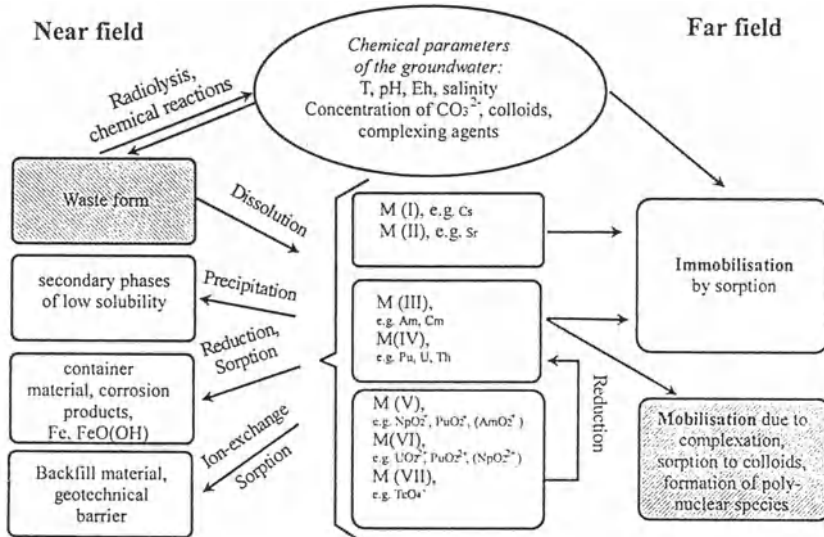 Near field
Far field
Chemical parameters
of the groundwater:
T, pH, Eh, salinity
Concentration of CO₃²⁻, colloids,
complexing agents
Radiolysis,
chemical reactions
Waste form
Dissolution
Precipitation
secondary phases
of low solubility
Reduction,
Sorption
container
material, corrosion
products,
Fe, FeO(OH)
Ion-exchange
Sorption
Backfill material,
geotechnical
barrier
M (I), e.g. Cs
M (II), e.g. Sr
M (III),
e.g. Am, Cm
M(IV),
e.g. Pu, U, Th
M (V),
e.g. NpO₂⁺, PuO₂⁺, (AmO₂⁺)
M(VI),
e.g. UO₂²⁺, PuO₂²⁺, (NpO₂²⁺)
M (VII),
e.g. TcO₄⁻
Reduction
Immobilisation
by sorption
Mobilisation due to
complexation,
sorption to colloids,
formation of poly-
nuclear species